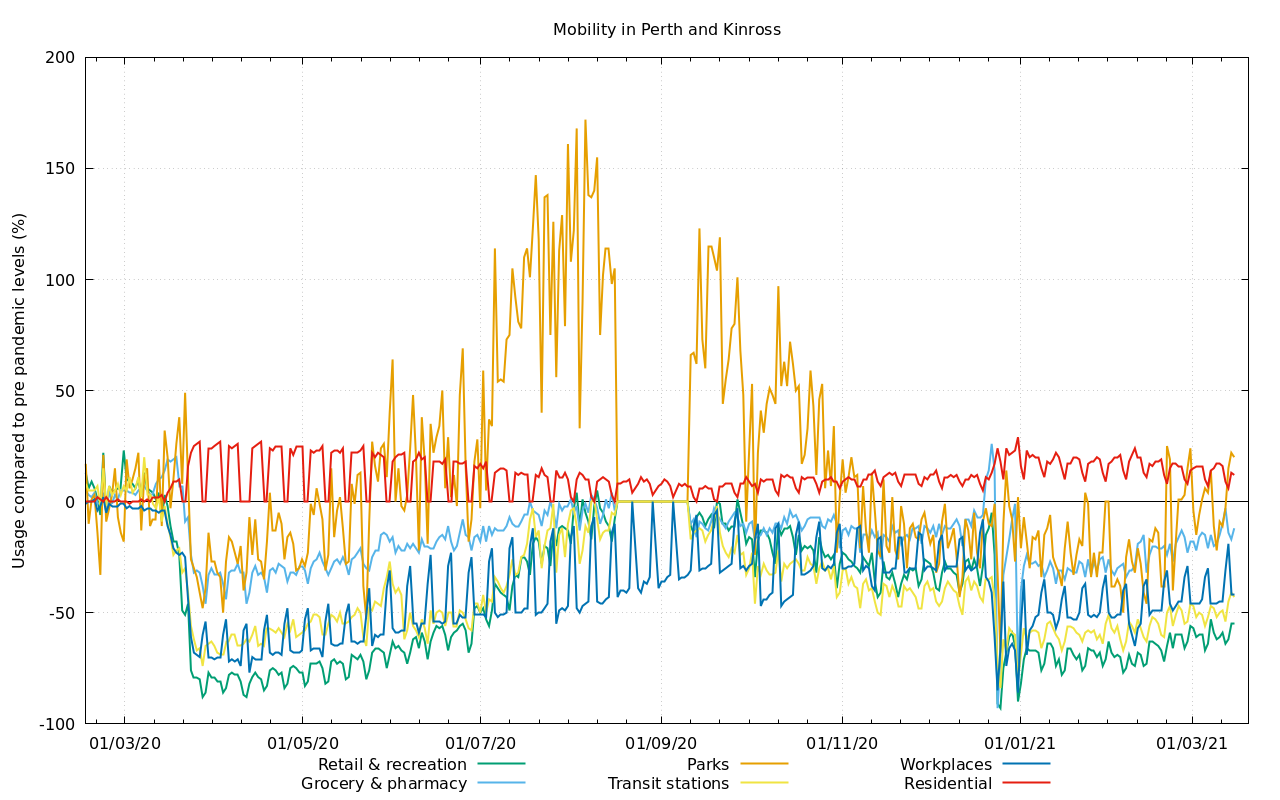 Mobility in Perth and Kinross
Usage compared to pre pandemic levels (%)
200
150
100
50
0
-50
-100
01/03/20 01/05/20 01/07/20 01/09/20 01/11/20 01/01/21 01/03/21
Retail & recreation Parks Workplaces
Grocery & pharmacy Transit stations Residential